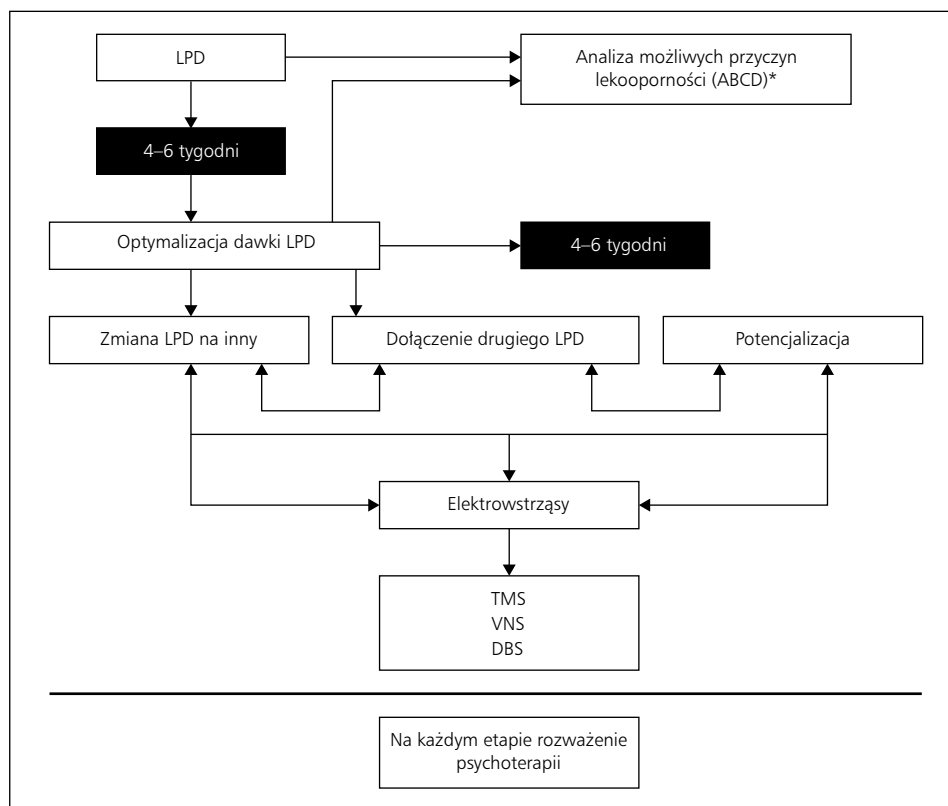 LPD
Analiza możliwych przyczyn
lekooporności (ABCD)*
4–6 tygodni
Optymalizacja dawki LPD
4–6 tygodni
Zmiana LPD na inny
Dołączenie drugiego LPD
Potencjalizacja
Elektrowstrząsy
TMS
VNS
DBS
Na każdym etapie rozważenie
psychoterapii